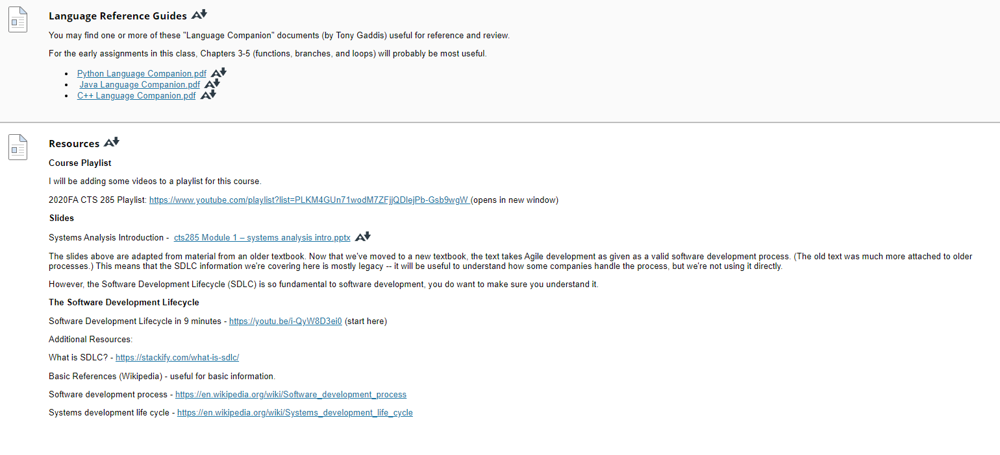 Language Reference Guides
You may find one or more of these "Language Companion" documents (by Tony Gaddis) useful for reference and review.
For the early assignments in this class, Chapters 3-5 (functions, branches, and loops) will probably be most useful.
Python Language Companion.pdf
Java Language Companion.pdf
C++ Language Companion.pdf
Resources
Course Playlist
I will be adding some videos to a playlist for this course.
2020FA CTS 285 Playlist: https://www.youtube.com/playlist?list=PLKM4GUn71wodM7ZFjjQDlejPb-Gsb9wgW (opens in new window)
Slides
Systems Analysis Introduction - cts285 Module 1 – systems analysis intro.pptx
The slides above are adapted from material from an older textbook. Now that we've moved to a new textbook, the text takes Agile development as given as a valid software development process. (The old text was much more attached to older
processes.) This means that the SDLC information we're covering here is mostly legacy -- it will be useful to understand how some companies handle the process, but we're not using it directly.
However, the Software Development Lifecycle (SDLC) is so fundamental to software development, you do want to make sure you understand it.
The Software Development Lifecycle
Software Development Lifecycle in 9 minutes - https://youtu.be/i-QyW8D3ei0 (start here)
Additional Resources:
What is SDLC? - https://stackify.com/what-is-sdlc/
Basic References (Wikipedia) - useful for basic information.
Software development process - https://en.wikipedia.org/wiki/Software_development_process
Systems development life cycle - https://en.wikipedia.org/wiki/Systems_development_life_cycle